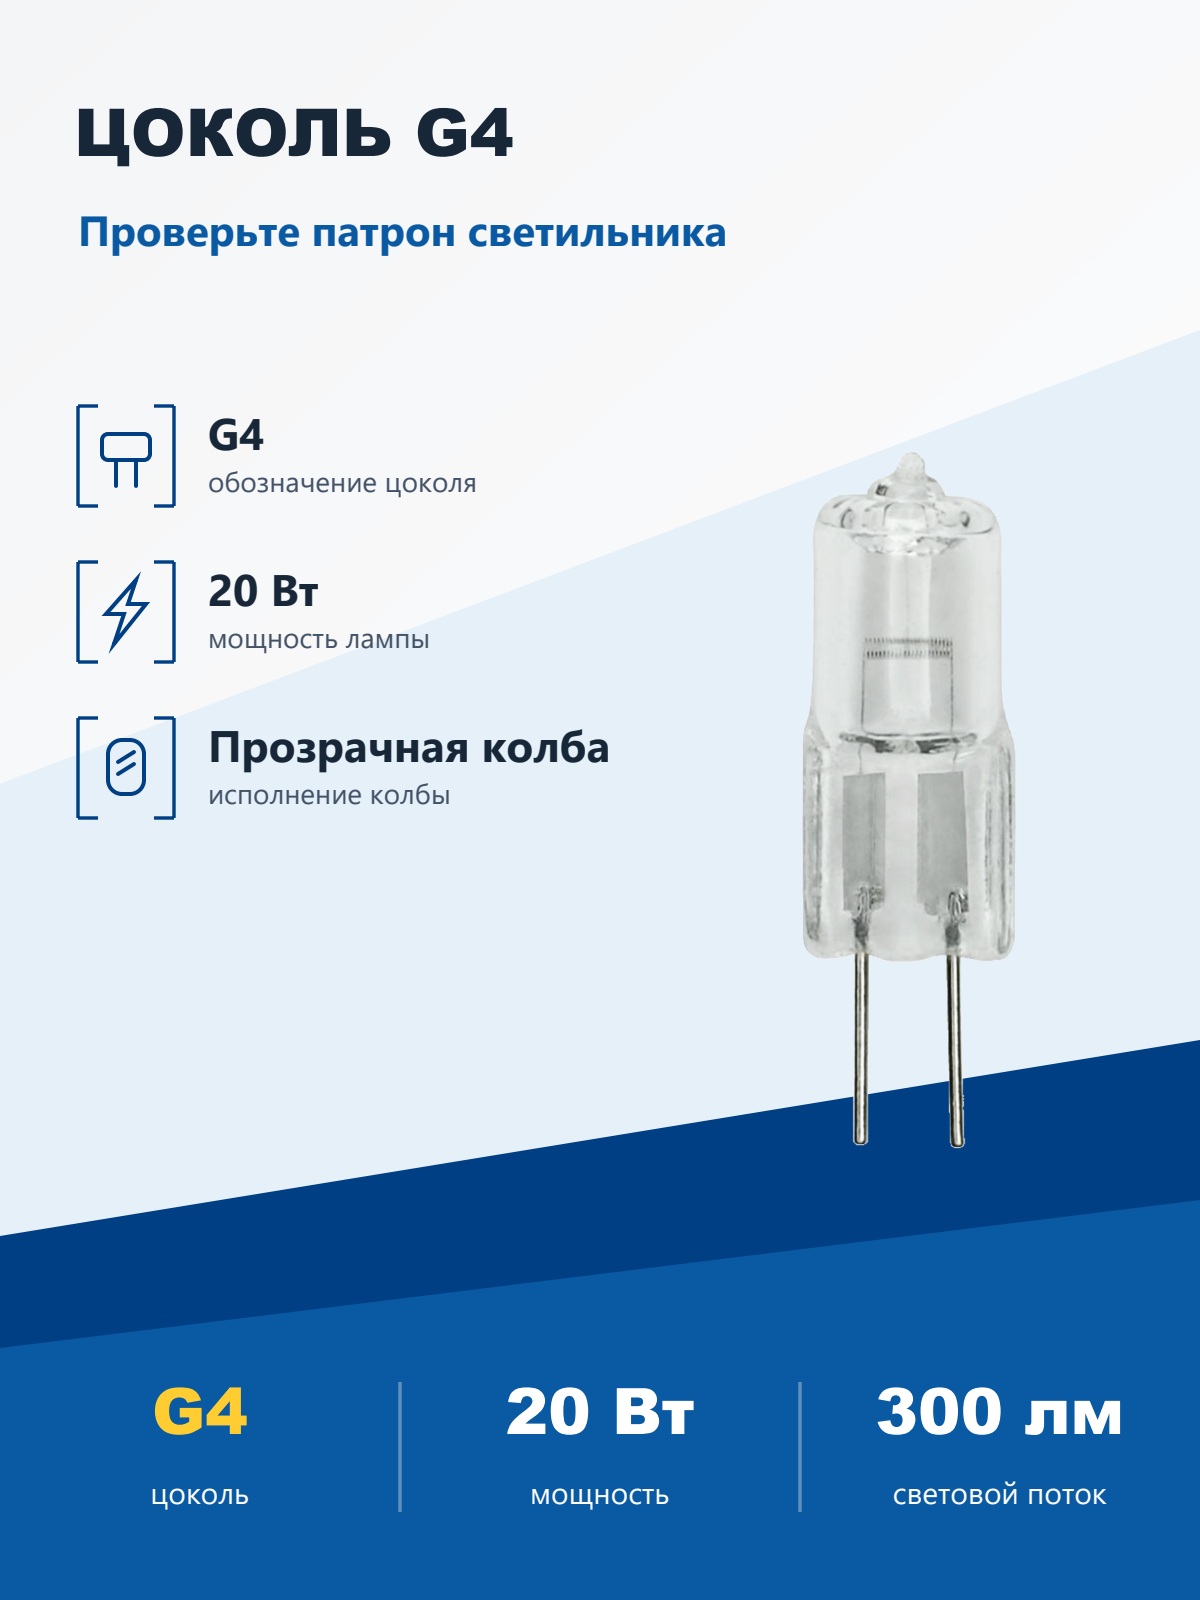 ЦОКОЛЬ G4
Проверьте патрон светильника
G4
обозначение цоколя
20 Вт
мощность лампы
Прозрачная колба
исполнение колбы
G4
цоколь
20 Вт
мощность
300 лм
световой поток